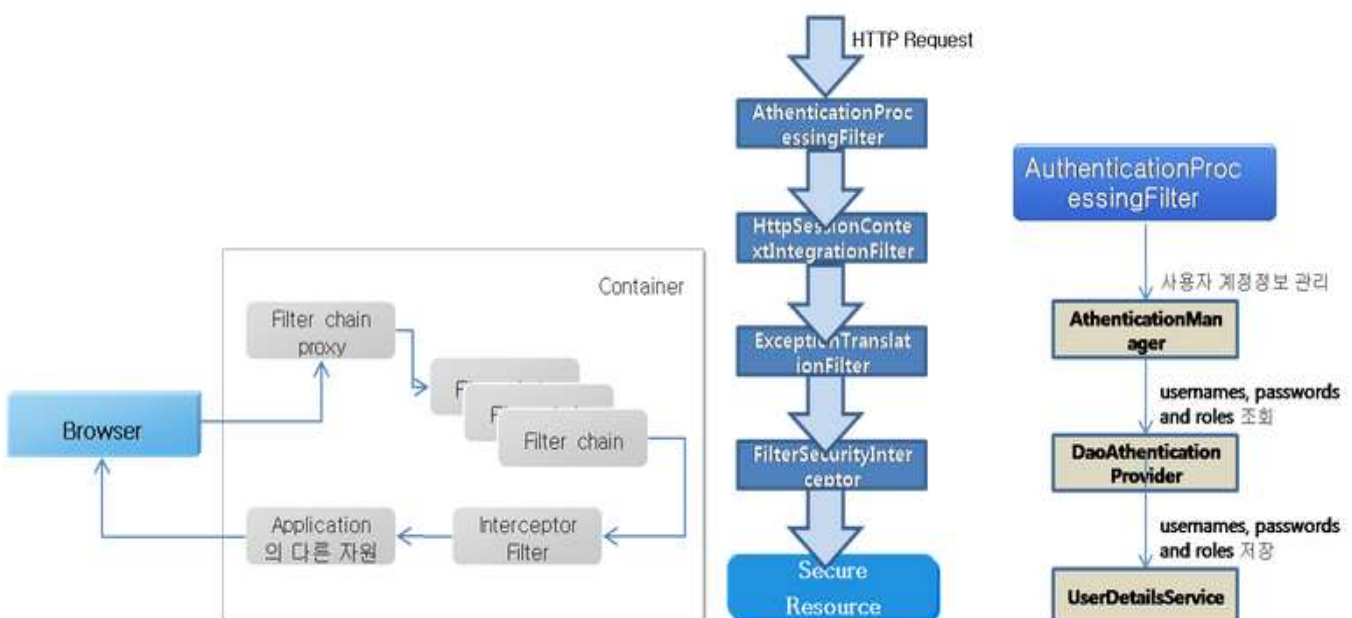 HTTP Request
AthenticationProc
essingFilter
HttpSessionConte
xtIntegrationFilter
ExceptionTranslat
ionFilter
FilterSecurityInter
ceptor
Secure
Resource
Container
Filter chain
proxy
Filter chain
Browser
Application
의 다른 자원
Interceptor
Filter
AuthenticationProc
essingFilter
사용자 계정정보 관리
AthenticationMan
ager
usernames, passwords
and roles 조회
DaoAthentication
Provider
usernames, passwords
and roles 저장
UserDetailsService